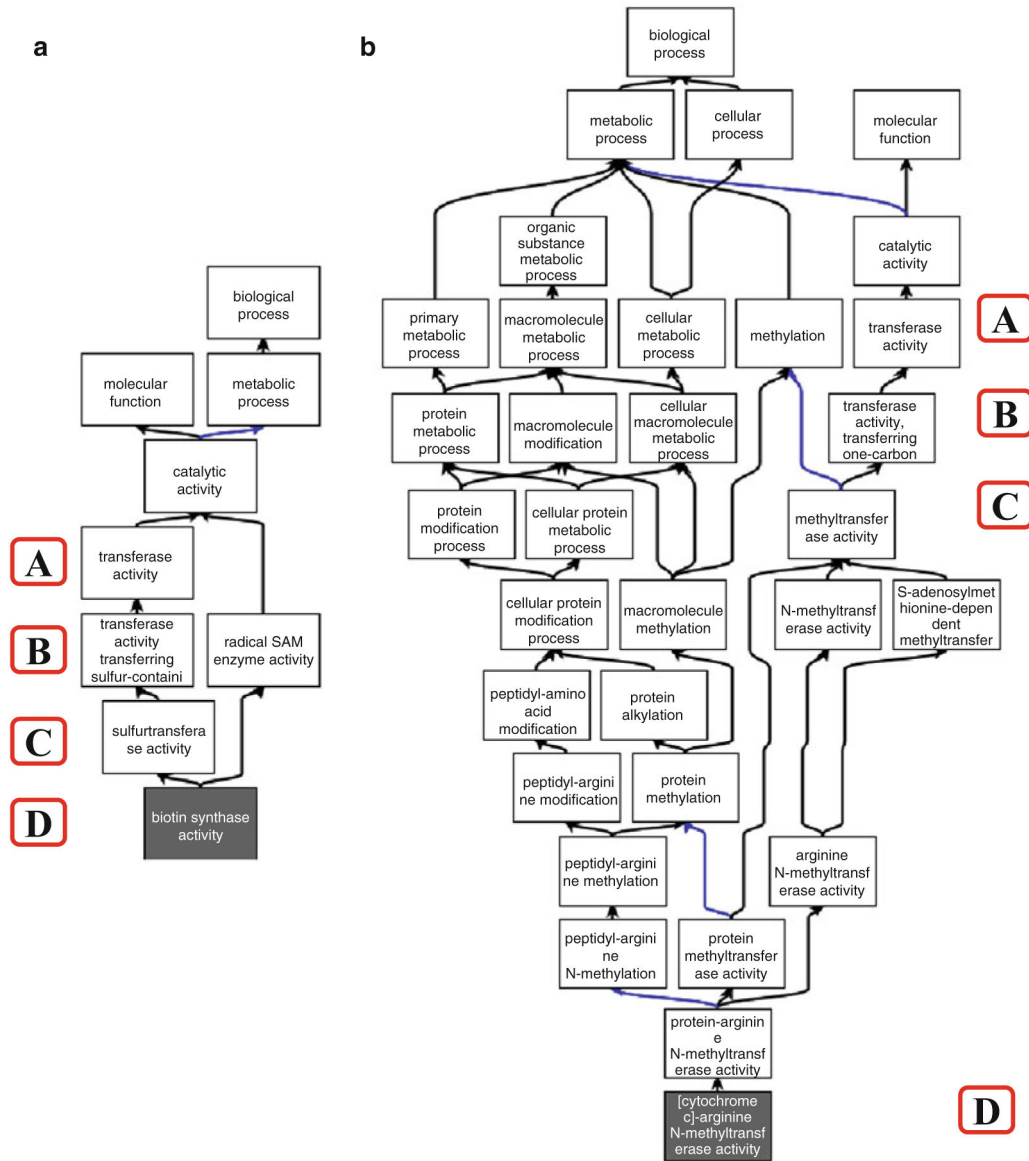 a
biological
process
molecular
function
metabolic
process
catalytic
activity
A
transferase
activity
B
transferase
activity
transferring
sulfur-containi
radical SAM
enzyme activity
C
sulfurtransfera
se activity
D
biotin synthase
activity
b
biological
process
metabolic
process
cellular
process
molecular
function
organic
substance
metabolic
process
catalytic
activity
primary
metabolic
process
macromolecule
metabolic
process
cellular
metabolic
process
methylation
transferase
activity
A
protein
metabolic
process
macromolecule
modification
cellular
macromolecule
metabolic
process
transferase
activity,
transferring
one-carbon
B
protein
modification
process
cellular protein
metabolic
process
methyltransfer
ase activity
C
cellular protein
modification
process
macromolecule
methylation
N-methyltransf
erase activity
S-adenosylmet
hionine-depen
dent
methyltransfer
peptidyl-amino
acid
modification
protein
alkylation
peptidyl-argini
ne modification
protein
methylation
peptidyl-argini
ne methylation
arginine
N-methyltransf
erase activity
peptidyl-argini
ne
N-methylation
protein
methyltransfer
ase activity
protein-arginin
e
N-methyltransf
erase activity
[cytochrome
c]-arginine
N-methyltransf
erase activity
D